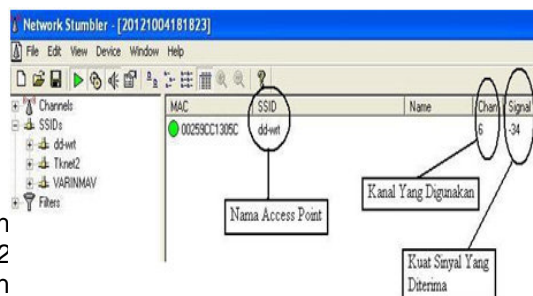 Network Stumbler - [20121004181823]
File Edit View Device Window Help
Channels
SSIDs
dd-wrt
Tknet2
VARINMAV
Filters
MAC SSID Name Chan Signal
00259CC1305C dd-wrt 6 -34
Kanal Yang Digunakan
Nama Access Point
Kuat Sinyal Yang
Diterima
n
2
n